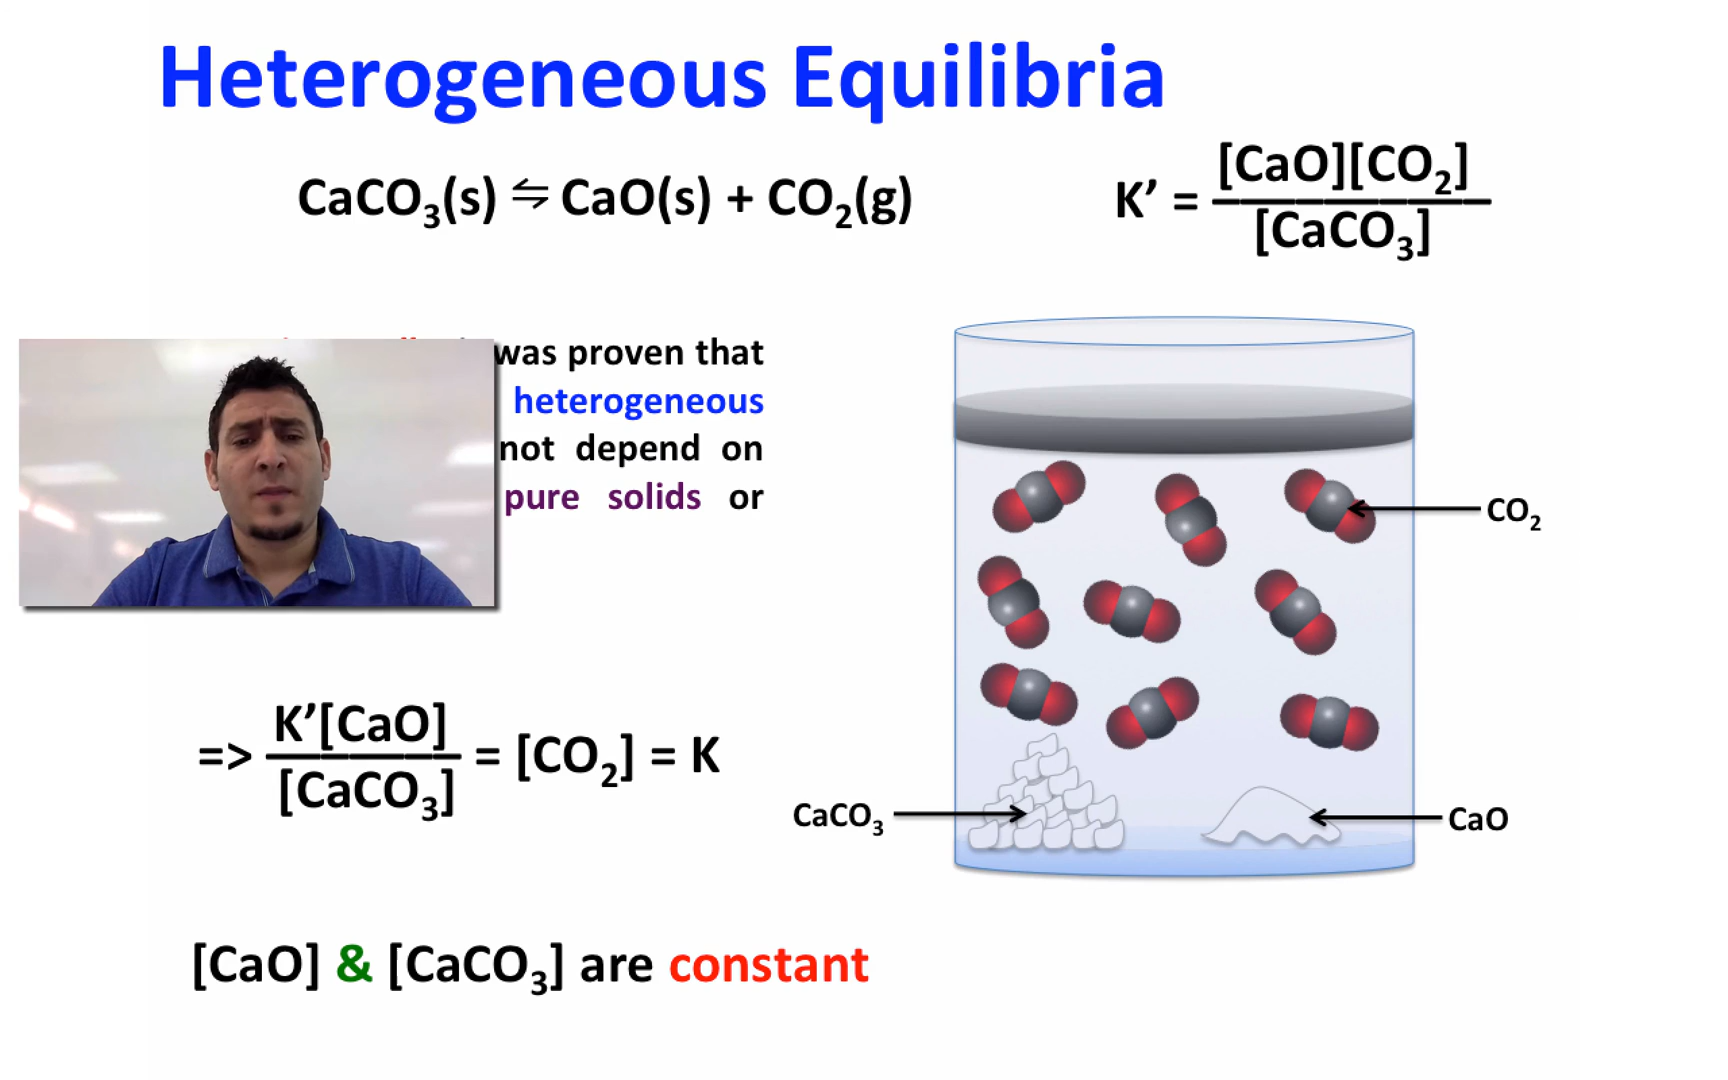 Heterogeneous Equilibria
CaCO₃(s) ⇋ CaO(s) + CO₂(g)
K’ = [CaO][CO₂]
[CaCO₃]
was proven that
heterogeneous
not depend on
pure solids or
CO₂
=> K’[CaO] = [CO₂] = K
[CaCO₃]
CaCO₃
CaO
[CaO] & [CaCO₃] are constant